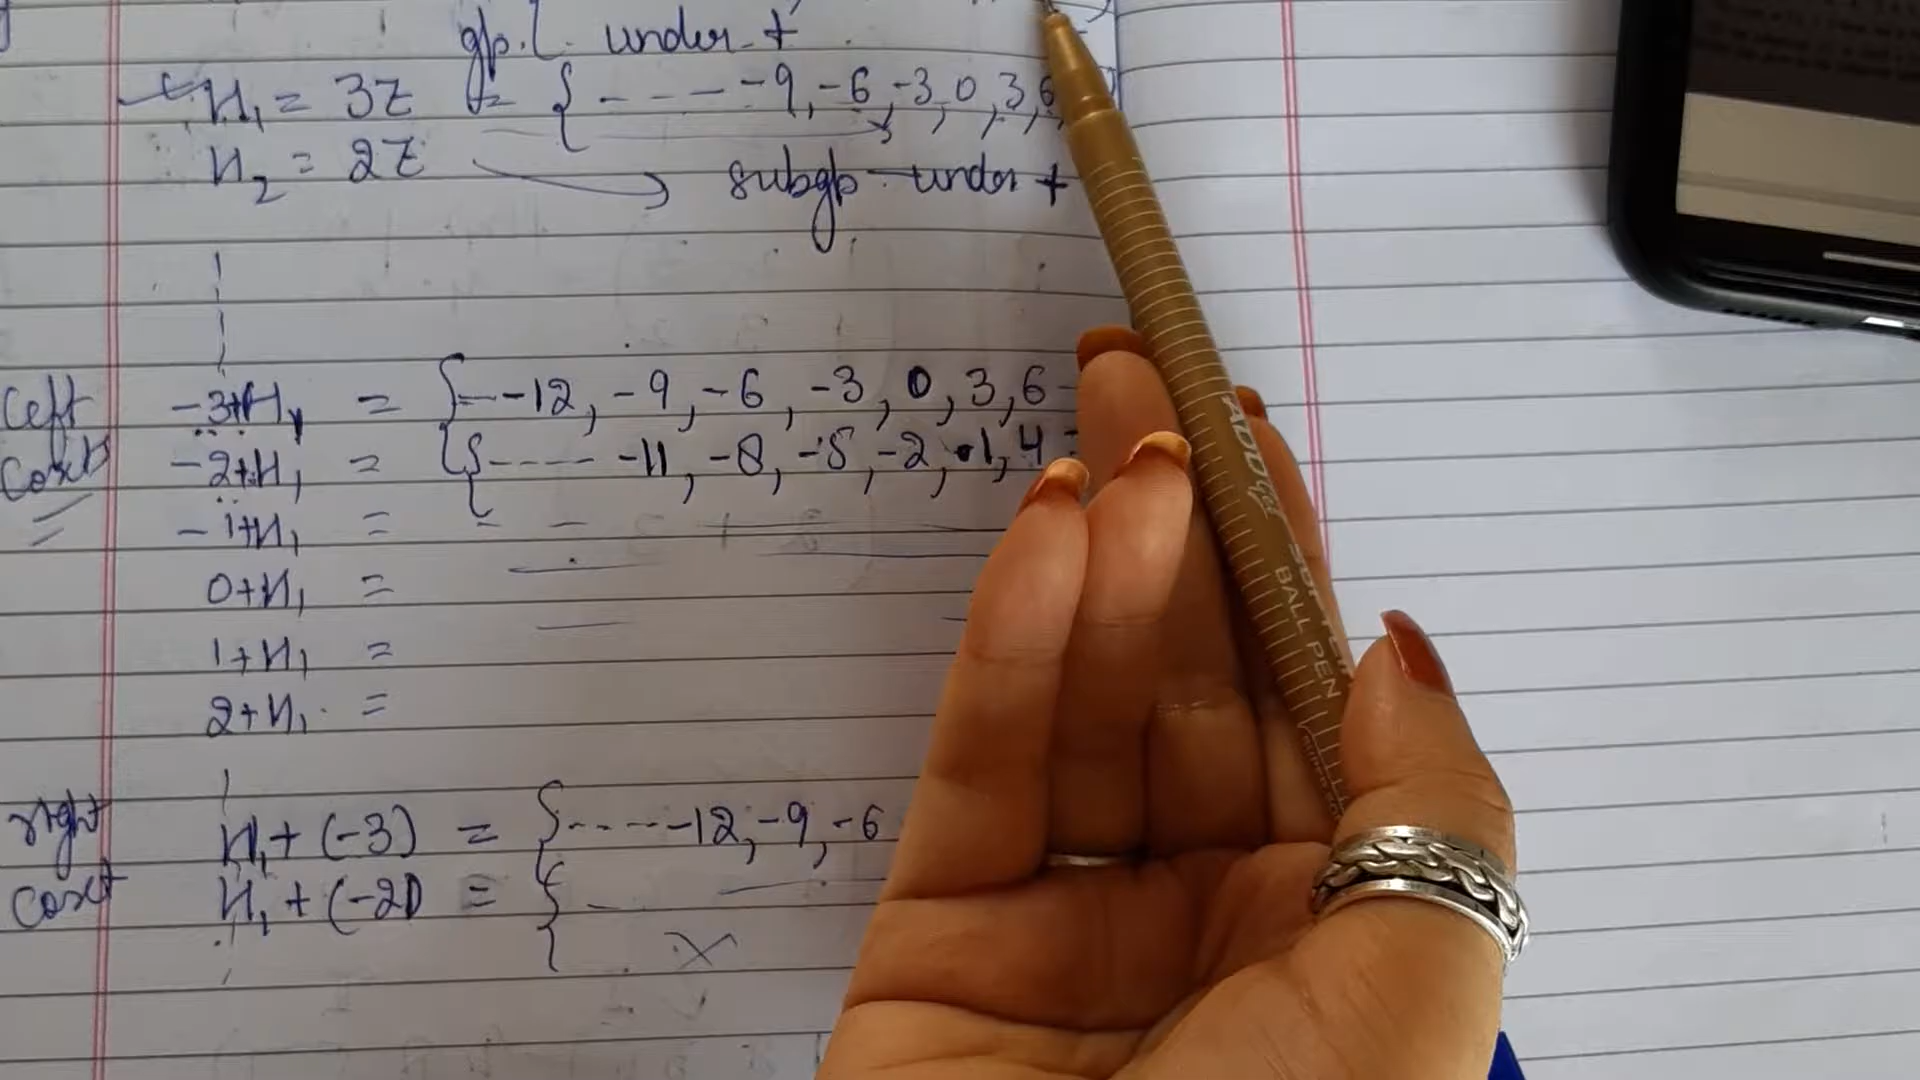 gp. under +
H₁ = 3Z = { - - - - -9, -6, -3, 0, 3, 6
H₂ = 2Z → subgp under +
Left -3+H₁ = { - - -12, -9, -6, -3, 0, 3, 6
Coset -2+H₁ = { - - - - -11, -8, -5, -2, 1, 4
-1+H₁ =
0+H₁ =
1+H₁ =
2+H₁ =
right H₁ + (-3) = { - - - - -12, -9, -6
Coset H₁ + (-2) = {
ADDGel
BALL PEN